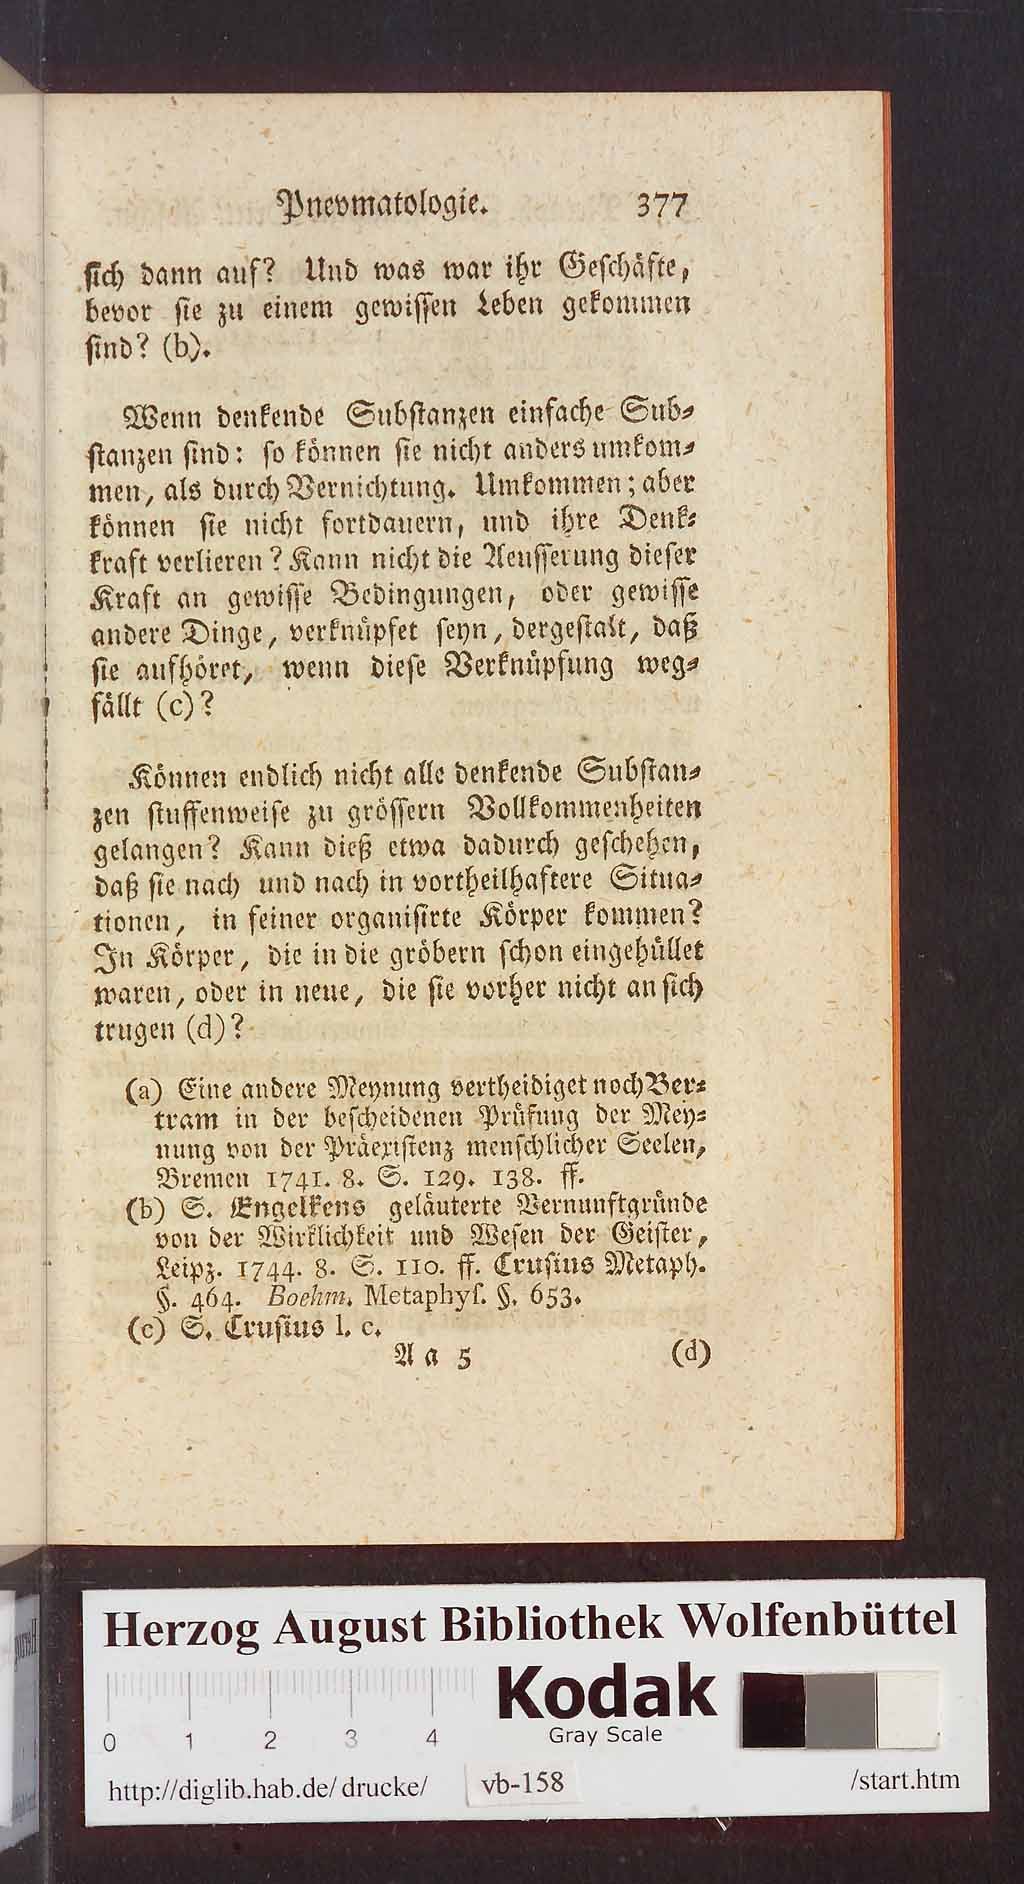 Pnevmatologie. 377
sich dann auf? Und was war ihr Geschäfte,
bevor sie zu einem gewissen Leben gekommen
sind? (b).
Wenn denkende Substanzen einfache Sub-
stanzen sind: so können sie nicht anders umkom-
men, als durch Vernichtung. Umkommen; aber
können sie nicht fortdauern, und ihre Denk-
kraft verlieren? Kann nicht die Aeusserung dieser
Kraft an gewisse Bedingungen, oder gewisse
andere Dinge, verknüpfet seyn, dergestalt, daß
sie aufhöret, wenn diese Verknüpfung weg-
fällt (c)?
Können endlich nicht alle denkende Substan-
zen stuffenweise zu grössern Vollkommenheiten
gelangen? Kann dieß etwa dadurch geschehen,
daß sie nach und nach in vortheilhaftere Situa-
tionen, in feiner organisirte Körper kommen?
In Körper, die in die gröbern schon eingehüllet
waren, oder in neue, die sie vorher nicht an sich
trugen (d)?
(a) Eine andere Meynung vertheidiget noch Ber-
tram in der bescheidenen Prüfung der Mey-
nung von der Präexistenz menschlicher Seelen,
Bremen 1741. 8. S. 129. 138. ff.
(b) S. Engelkens geläuterte Vernunftgründe
von der Wirklichkeit und Wesen der Geister,
Leipz. 1744. 8. S. 110. ff. Crusius Metaph.
§. 464. Boehm. Metaphys. §. 653.
(c) S. Crusius l. c.
A a 5 (d)
Herzog August Bibliothek Wolfenbüttel
Kodak
Gray Scale
0 1 2 3 4
http://diglib.hab.de/drucke/ vb-158 /start.htm